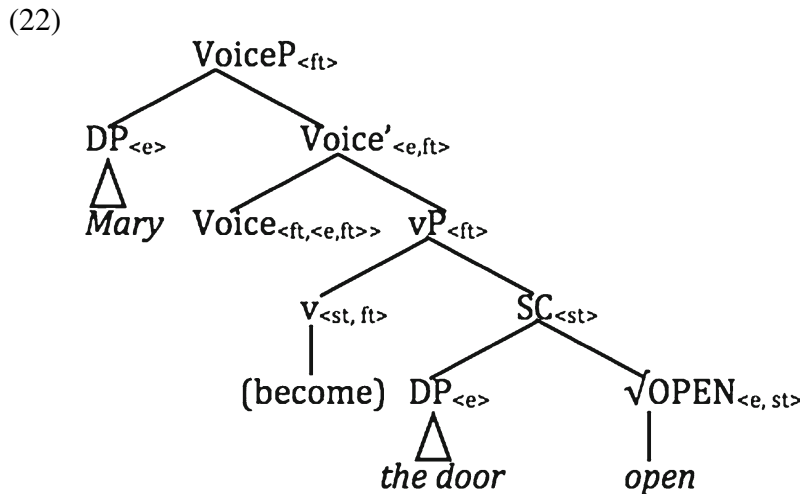 (22)
VoiceP<ft>
DP<e> Voice’<e,ft>
Mary Voice<ft,<e,ft>> vP<ft>
v<st, ft> SC<st>
(become) DP<e> √OPEN<e, st>
the door open